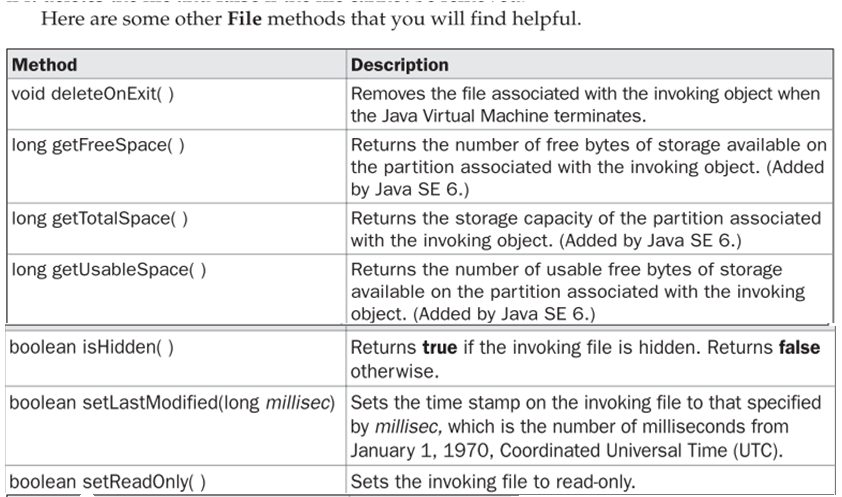 Here are some other File methods that you will find helpful.
Method Description
void deleteOnExit( ) Removes the file associated with the invoking object when
the Java Virtual Machine terminates.
long getFreeSpace( ) Returns the number of free bytes of storage available on
the partition associated with the invoking object. (Added
by Java SE 6.)
long getTotalSpace( ) Returns the storage capacity of the partition associated
with the invoking object. (Added by Java SE 6.)
long getUsableSpace( ) Returns the number of usable free bytes of storage
available on the partition associated with the invoking
object. (Added by Java SE 6.)
boolean isHidden( ) Returns true if the invoking file is hidden. Returns false
otherwise.
boolean setLastModified(long millisec) Sets the time stamp on the invoking file to that specified
by millisec, which is the number of milliseconds from
January 1, 1970, Coordinated Universal Time (UTC).
boolean setReadOnly( ) Sets the invoking file to read-only.